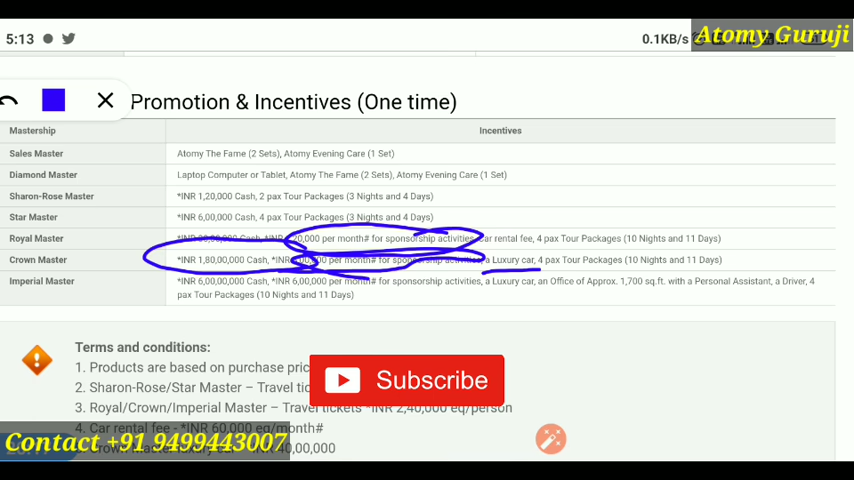 5:13
0.1KB/s
Atomy Guruji
Promotion & Incentives (One time)
Mastership Incentives
Sales Master Atomy The Fame (2 Sets), Atomy Evening Care (1 Set)
Diamond Master Laptop Computer or Tablet, Atomy The Fame (2 Sets), Atomy Evening Care (1 Set)
Sharon-Rose Master *INR 1,20,000 Cash, 2 pax Tour Packages (3 Nights and 4 Days)
Star Master *INR 6,00,000 Cash, 4 pax Tour Packages (3 Nights and 4 Days)
Royal Master *INR Cash, *INR per month# for sponsorship activities, Car rental fee, 4 pax Tour Packages (10 Nights and 11 Days)
Crown Master *INR 1,80,00,000 Cash, *INR per month# for sponsorship activities, a Luxury car, 4 pax Tour Packages (10 Nights and 11 Days)
Imperial Master *INR 6,00,00,000 Cash, *INR 6,00,000 per month# for sponsorship activities, a Luxury car, an Office of Approx. 1,700 sq.ft. with a Personal Assistant, a Driver, 4
pax Tour Packages (10 Nights and 11 Days)
Terms and conditions:
1. Products are based on purchase
2. Sharon-Rose/Star Master – Travel
Subscribe
3. Royal/Crown/Imperial Master – Travel tickets *INR 2,40,000 eq/person
4. Car rental fee - *INR 60,000 eq/month#
Contact +91 9499443007